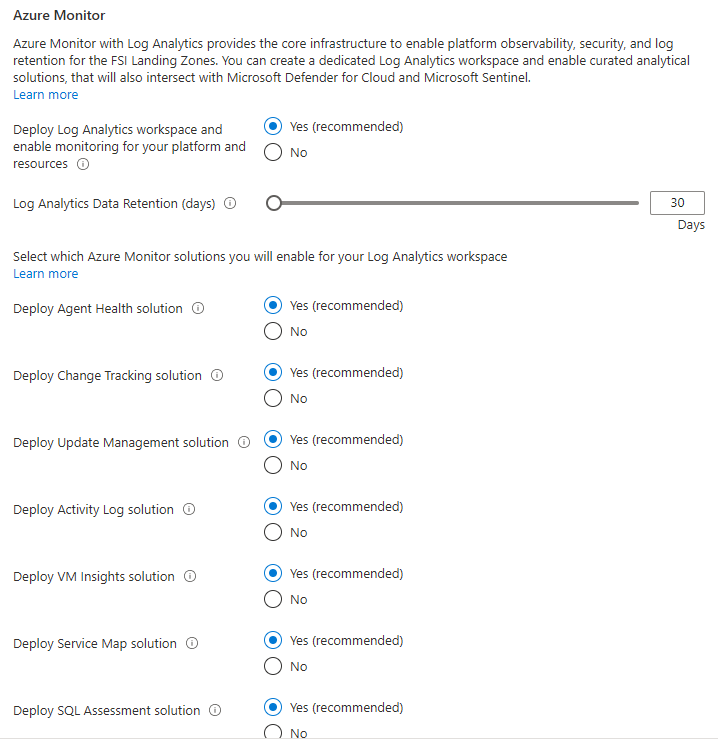 Azure Monitor
Azure Monitor with Log Analytics provides the core infrastructure to enable platform observability, security, and log
retention for the FSI Landing Zones. You can create a dedicated Log Analytics workspace and enable curated analytical
solutions, that will also intersect with Microsoft Defender for Cloud and Microsoft Sentinel.
Learn more
Deploy Log Analytics workspace and
enable monitoring for your platform and
resources
Yes (recommended)
No
Log Analytics Data Retention (days)
30
Days
Select which Azure Monitor solutions you will enable for your Log Analytics workspace
Learn more
Deploy Agent Health solution
Yes (recommended)
No
Deploy Change Tracking solution
Yes (recommended)
No
Deploy Update Management solution
Yes (recommended)
No
Deploy Activity Log solution
Yes (recommended)
No
Deploy VM Insights solution
Yes (recommended)
No
Deploy Service Map solution
Yes (recommended)
No
Deploy SQL Assessment solution
Yes (recommended)
No